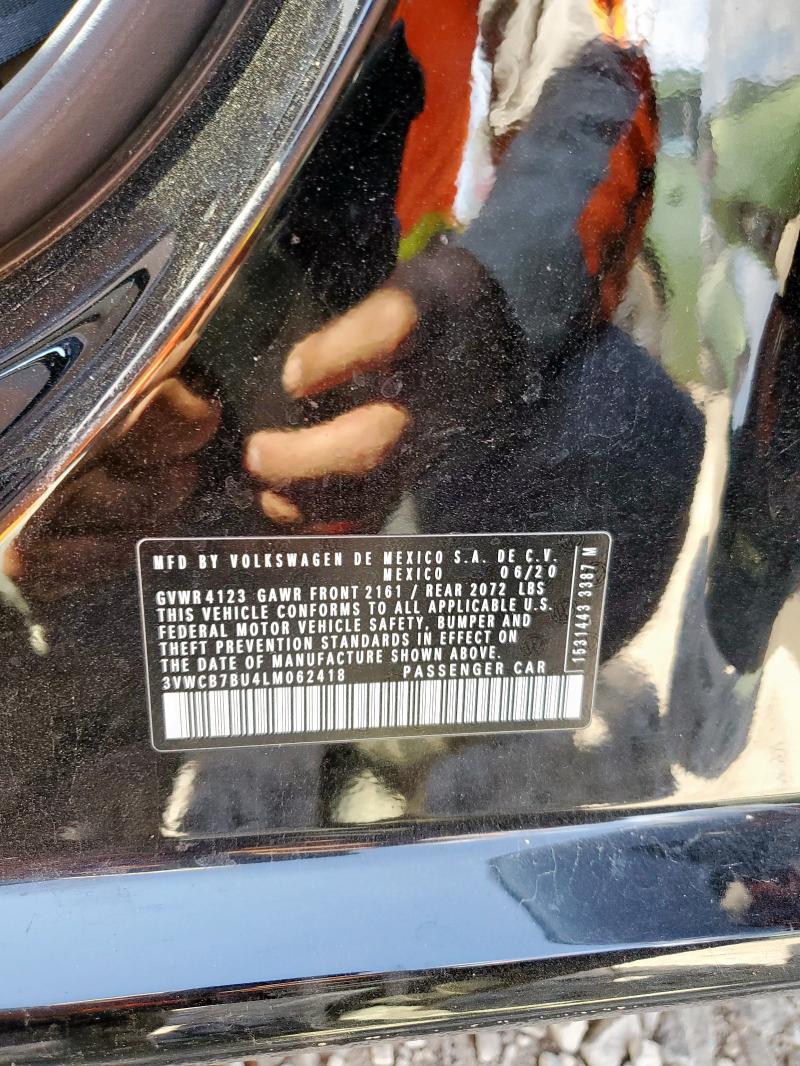 MFD BY VOLKSWAGEN DE MEXICO S.A. DE C.V.
MEXICO 06/20
GVWR 4123 GAWR FRONT 2161 / REAR 2072 LBS
THIS VEHICLE CONFORMS TO ALL APPLICABLE U.S.
FEDERAL MOTOR VEHICLE SAFETY, BUMPER AND
THEFT PREVENTION STANDARDS IN EFFECT ON
THE DATE OF MANUFACTURE SHOWN ABOVE.
3VWCB7BU4LM062418 PASSENGER CAR
1531443 3387 M